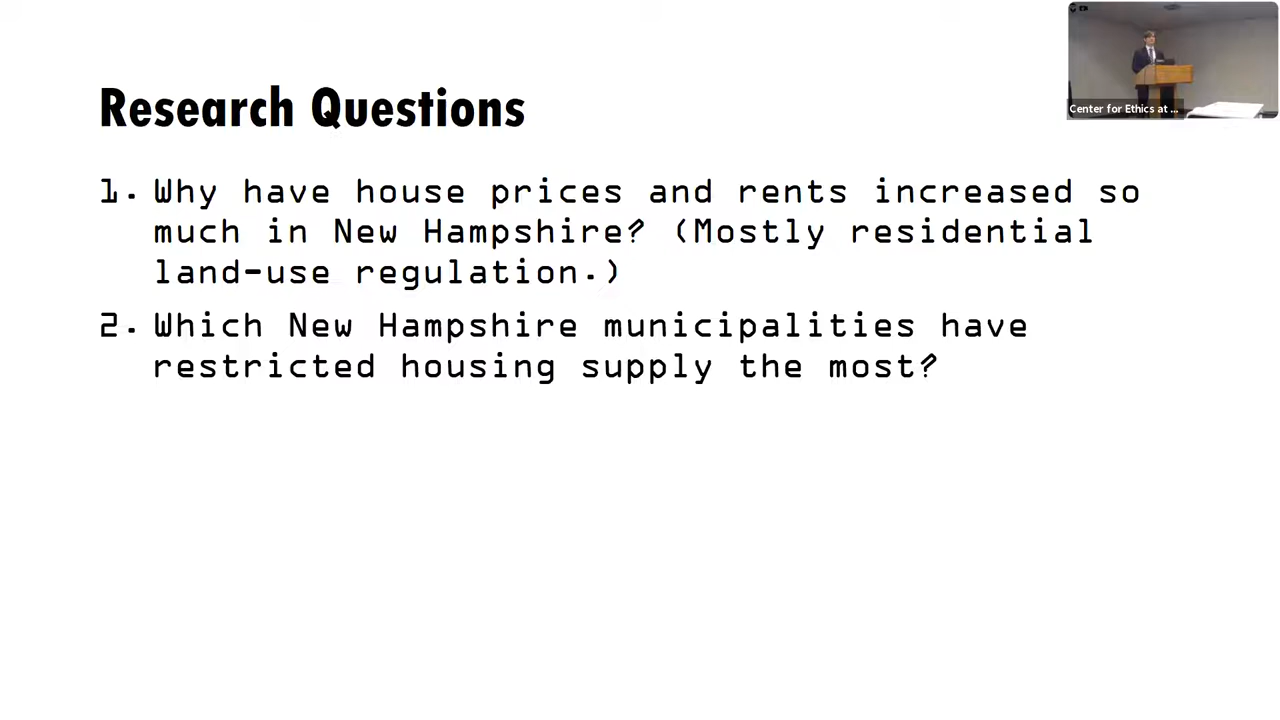 Research Questions
1. Why have house prices and rents increased so
much in New Hampshire? (Mostly residential
land-use regulation.)
2. Which New Hampshire municipalities have
restricted housing supply the most?
Center for Ethics at ...